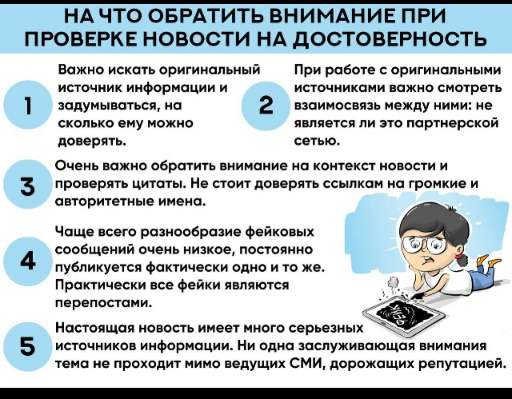 НА ЧТО ОБРАТИТЬ ВНИМАНИЕ ПРИ
ПРОВЕРКЕ НОВОСТИ НА ДОСТОВЕРНОСТЬ
1
Важно искать оригинальный
источник информации и
задумываться, на
сколько ему можно
доверять.
2
При работе с оригинальными
источниками важно смотреть
взаимосвязь между ними: не
является ли это партнерской
сетью.
3
Очень важно обратить внимание на контекст новости и
проверять цитаты. Не стоит доверять ссылкам на громкие и
авторитетные имена.
4
Чаще всего разнообразие фейковых
сообщений очень низкое, постоянно
публикуется фактически одно и то же.
Практически все фейки являются
перепостами.
5
Настоящая новость имеет много серьезных
источников информации. Ни одна заслуживающая внимания
тема не проходит мимо ведущих СМИ, дорожащих репутацией.